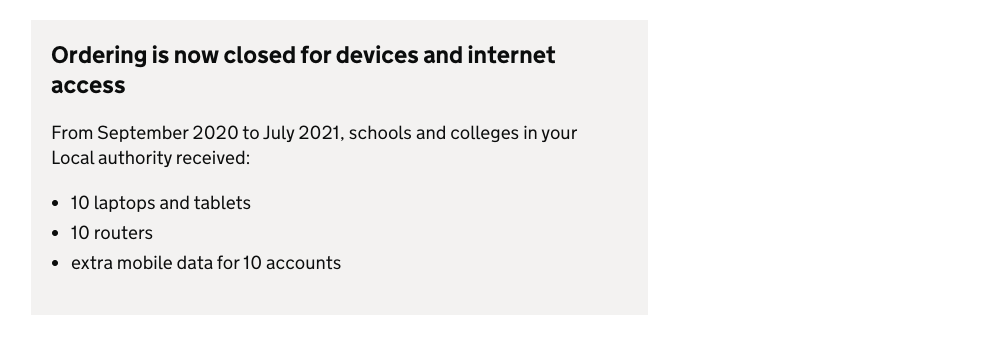 Ordering is now closed for devices and internet
access
From September 2020 to July 2021, schools and colleges in your
Local authority received:
• 10 laptops and tablets
• 10 routers
• extra mobile data for 10 accounts